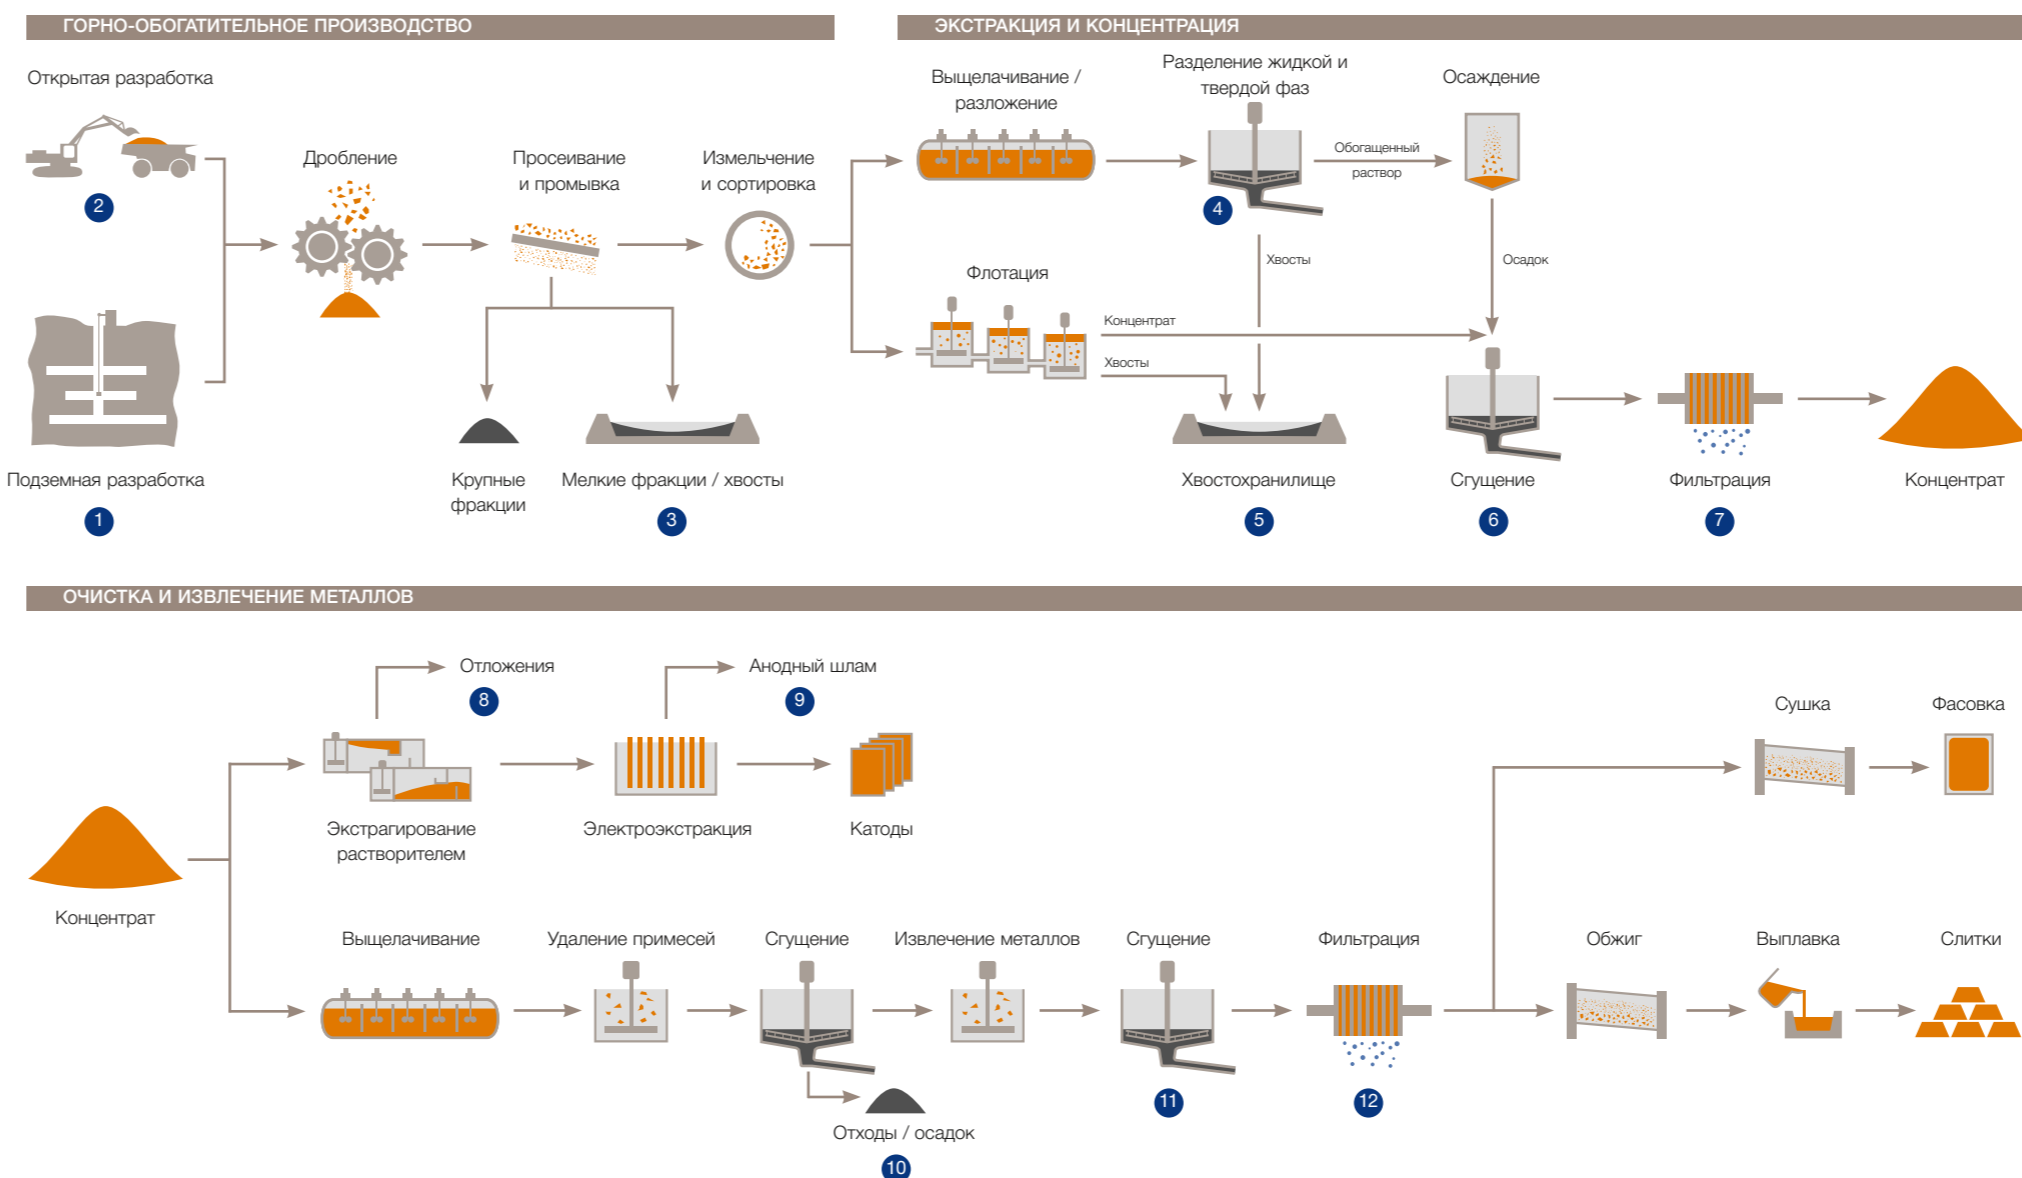 ГОРНО-ОБОГАТИТЕЛЬНОЕ ПРОИЗВОДСТВО
Открытая разработка
2
Подземная разработка
1
Дробление
Просеивание
и промывка
Измельчение
и сортировка
Крупные
фракции
Мелкие фракции / хвосты
3
ЭКСТРАКЦИЯ И КОНЦЕНТРАЦИЯ
Выщелачивание /
разложение
Разделение жидкой и
твердой фаз
4
Обогащенный
раствор
Осаждение
Хвосты
Осадок
Флотация
Концентрат
Хвосты
Хвостохранилище
5
Сгущение
6
Фильтрация
7
Концентрат
ОЧИСТКА И ИЗВЛЕЧЕНИЕ МЕТАЛЛОВ
Концентрат
Отложения
8
Экстрагирование
растворителем
Анодный шлам
9
Электроэкстракция
Катоды
Выщелачивание
Удаление примесей
Сгущение
Отходы / осадок
10
Извлечение металлов
Сгущение
11
Фильтрация
12
Сушка
Фасовка
Обжиг
Выплавка
Слитки